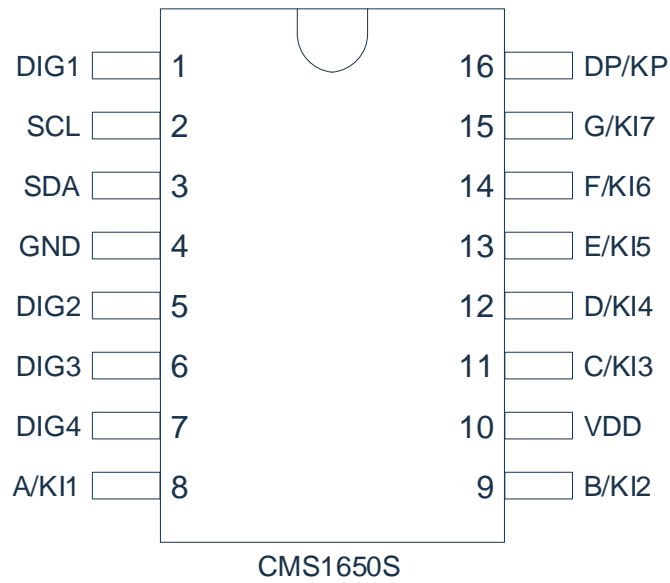 DIG1 1 16 DP/KP
SCL 2 15 G/KI7
SDA 3 14 F/KI6
GND 4 13 E/KI5
DIG2 5 12 D/KI4
DIG3 6 11 C/KI3
DIG4 7 10 VDD
A/KI1 8 9 B/KI2
CMS1650S